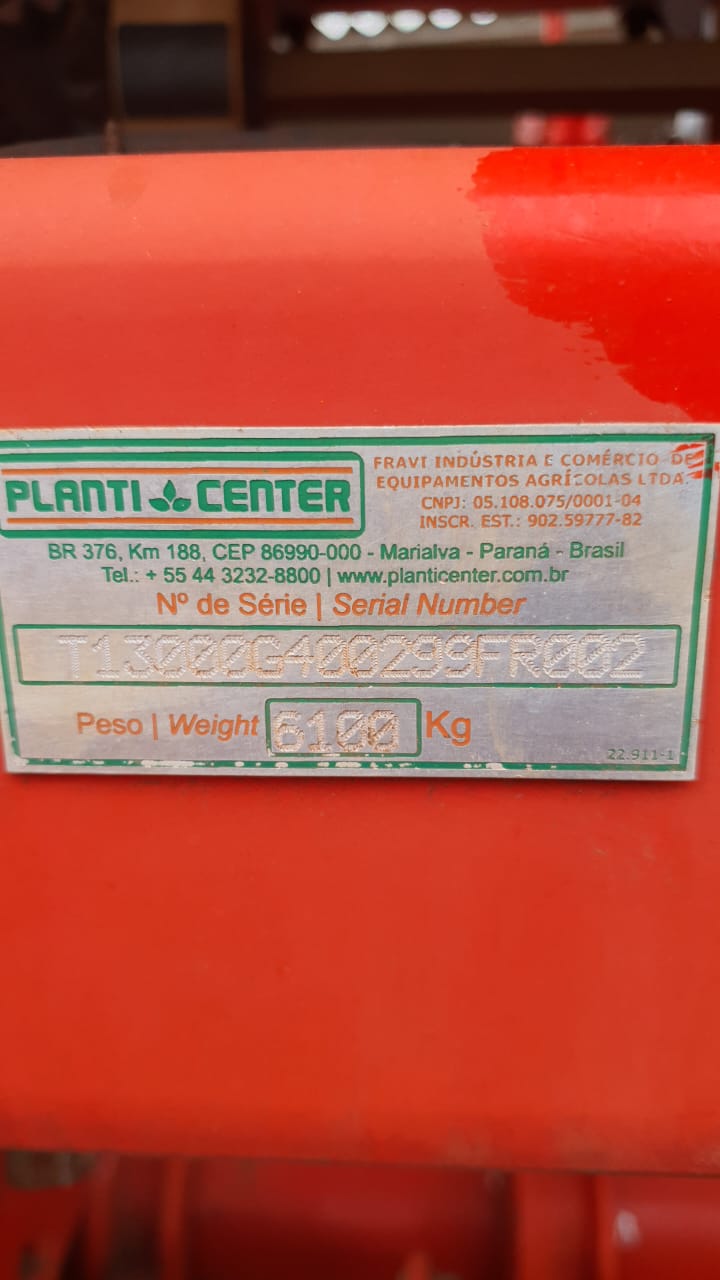 PLANTI CENTER
FRAVI INDÚSTRIA E COMÉRCIO DE
EQUIPAMENTOS AGRÍCOLAS LTDA.
CNPJ: 05.108.075/0001-04
INSCR. EST.: 902.59777-82
BR 376, Km 188, CEP 86990-000 - Marialva - Paraná - Brasil
Tel.: + 55 44 3232-8800 | www.planticenter.com.br
Nº de Série | Serial Number
T13000G400299FR002
Peso | Weight 6100 Kg
22.911-1